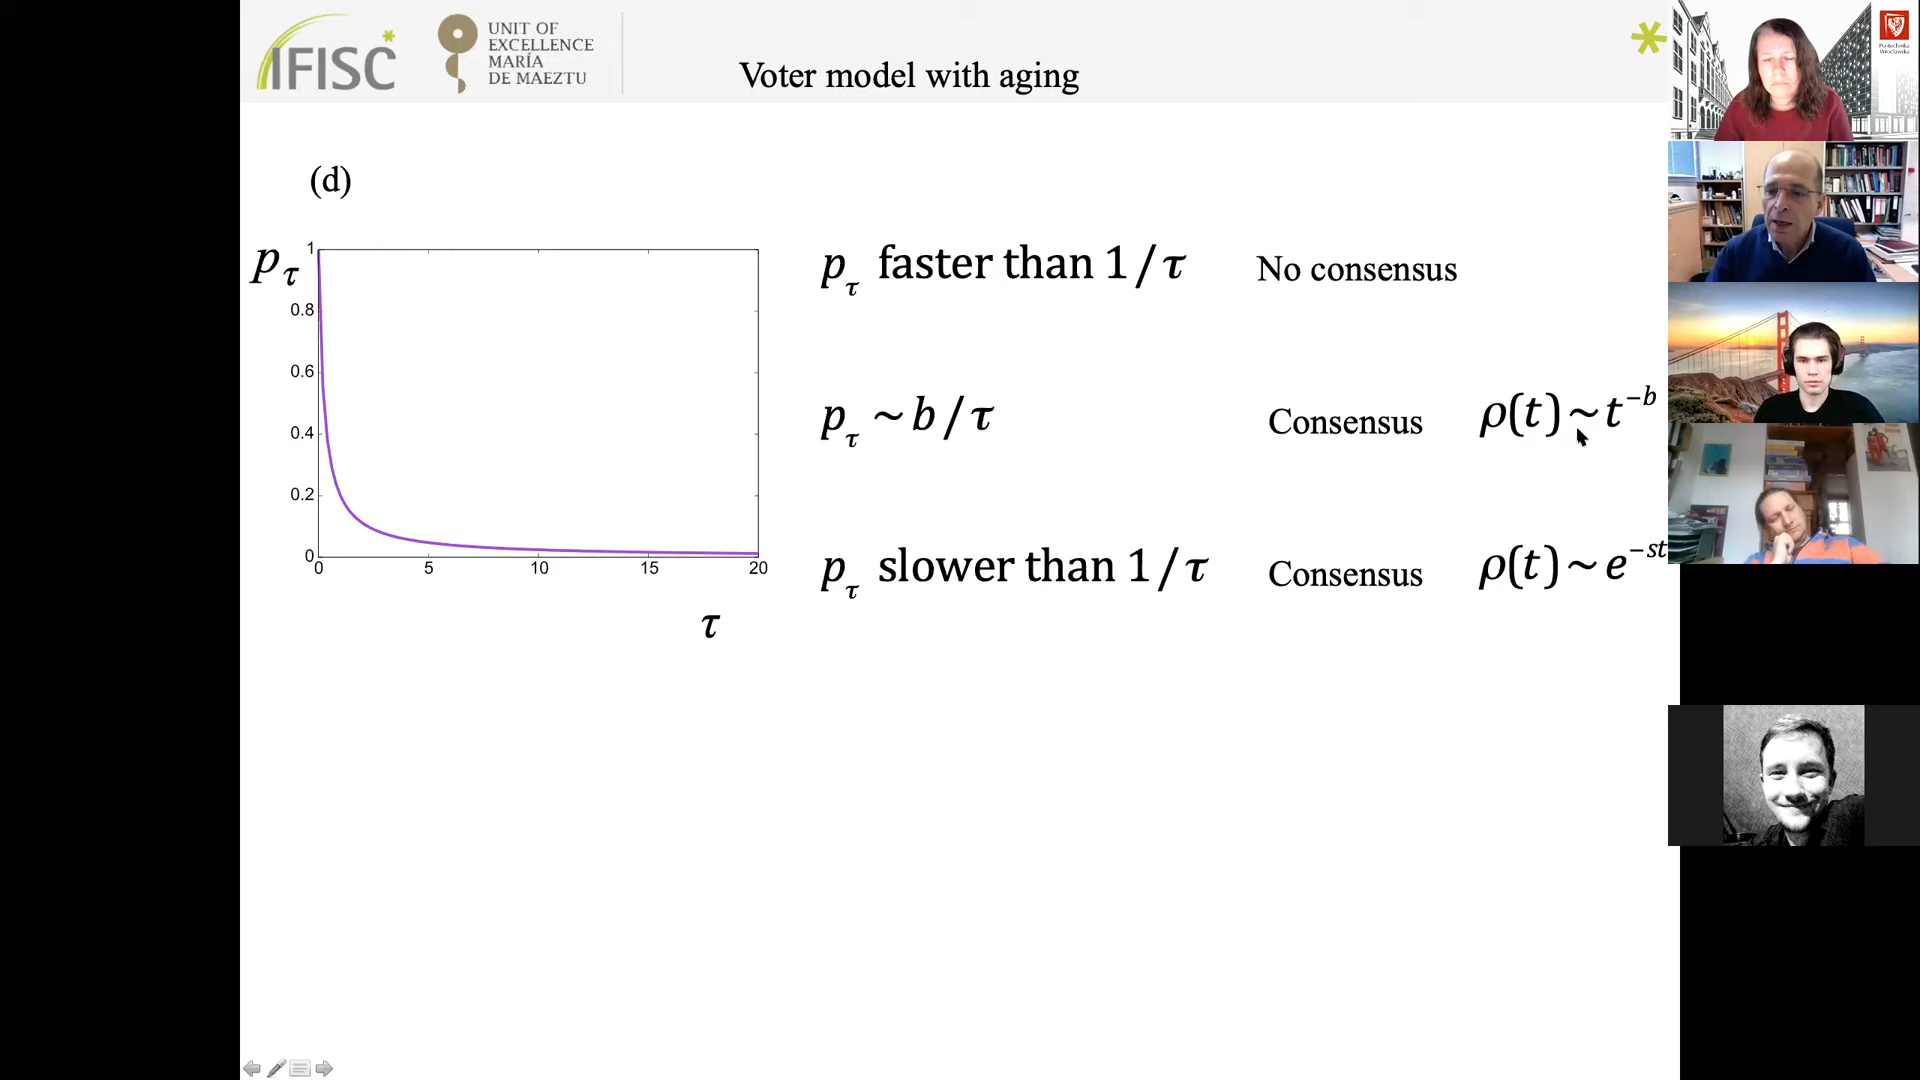 IFISC
UNIT OF
EXCELLENCE
MARÍA
DE MAEZTU
Voter model with aging
(d)
p_τ
1
0.8
0.6
0.4
0.2
0
0 5 10 15 20
τ
p_τ faster than 1/τ No consensus
p_τ ~ b/τ Consensus ρ(t)~t^{-b}
p_τ slower than 1/τ Consensus ρ(t)~e^{-st}
Politechnika
Wrocławska